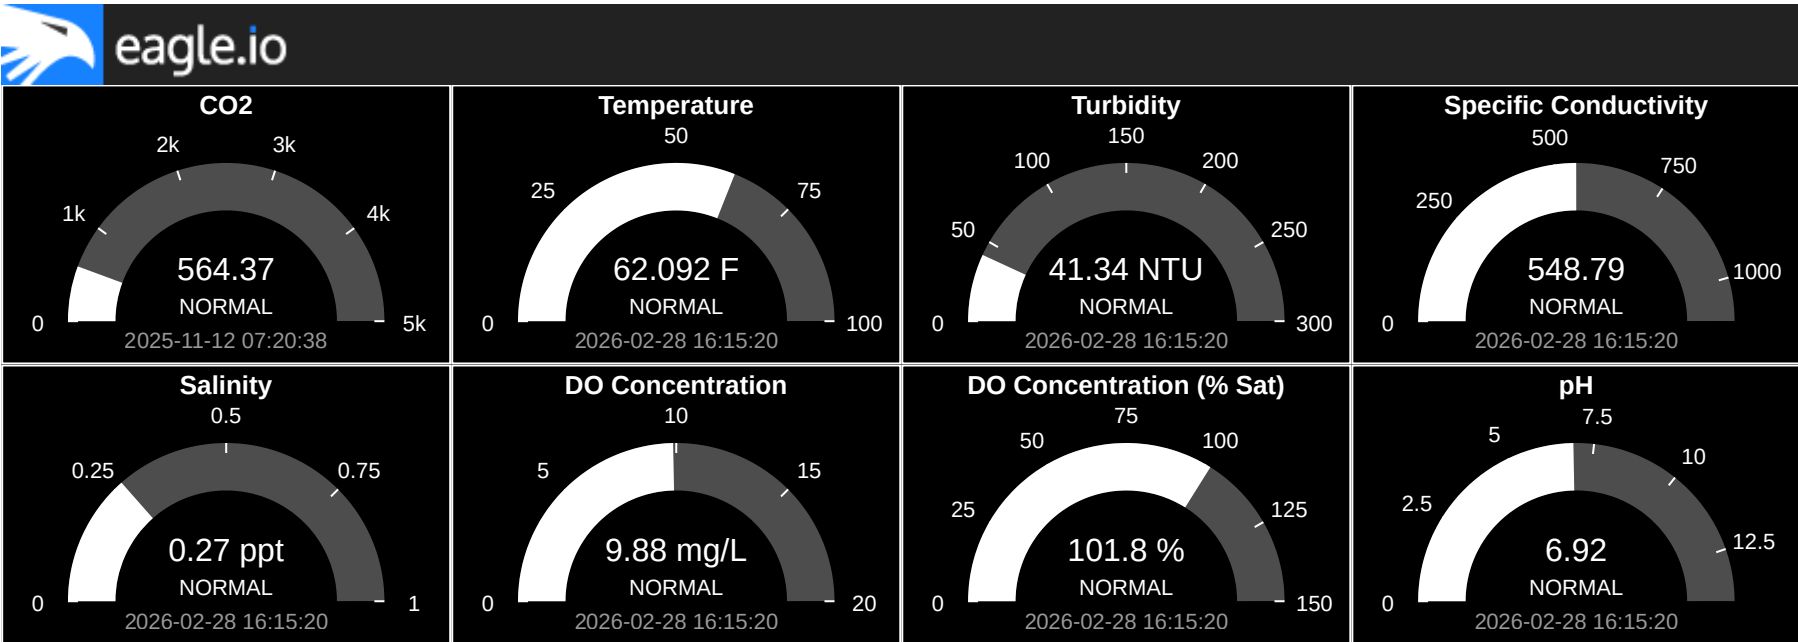 eagle.io
CO2
0
1k
2k
3k
4k
5k
564.37
NORMAL
2025-11-12 07:20:38
Temperature
0
25
50
75
100
62.092 F
NORMAL
2026-02-28 16:15:20
Turbidity
0
50
100
150
200
250
300
41.34 NTU
NORMAL
2026-02-28 16:15:20
Specific Conductivity
0
250
500
750
1000
548.79
NORMAL
2026-02-28 16:15:20
Salinity
0
0.25
0.5
0.75
1
0.27 ppt
NORMAL
2026-02-28 16:15:20
DO Concentration
0
5
10
15
20
9.88 mg/L
NORMAL
2026-02-28 16:15:20
DO Concentration (% Sat)
0
25
50
75
100
125
150
101.8 %
NORMAL
2026-02-28 16:15:20
pH
0
2.5
5
7.5
10
12.5
6.92
NORMAL
2026-02-28 16:15:20